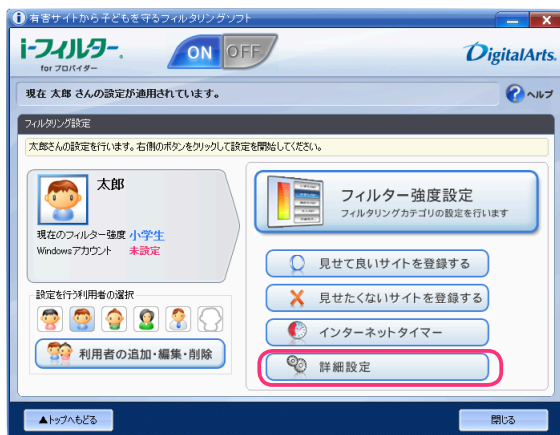 有害サイトから子どもを守るフィルタリングソフト
i-フィルター®
for プロバイダー
ON OFF
DigitalArts.
現在 太郎 さんの設定が適用されています。
ヘルプ
フィルタリング設定
太郎さんの設定を行います。右側のボタンをクリックして設定を開始してください。
太郎
現在のフィルター強度 小学生
Windowsアカウント 未設定
設定を行う利用者の選択
利用者の追加・編集・削除
フィルター強度設定
フィルタリングカテゴリの設定を行います
見せて良いサイトを登録する
見せたくないサイトを登録する
インターネットタイマー
詳細設定
▲トップへもどる
閉じる